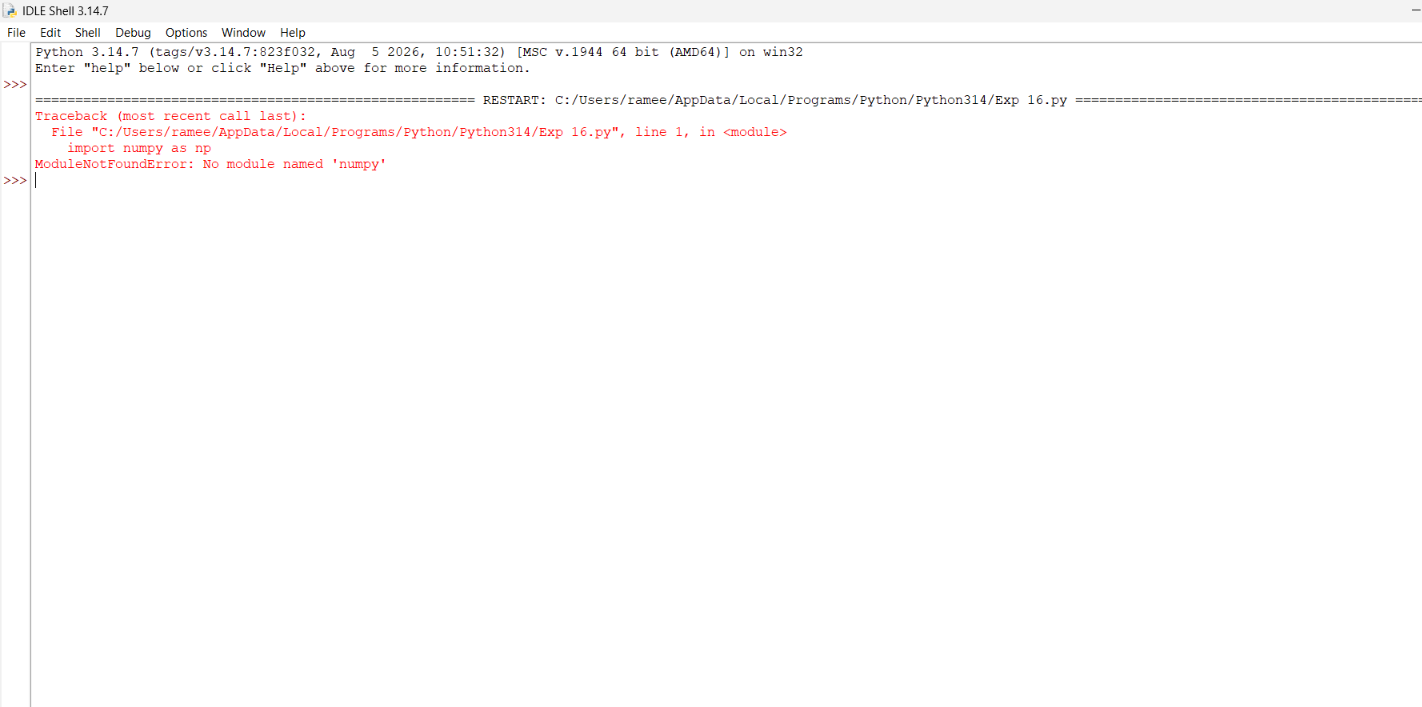 IDLE Shell 3.14.7
File Edit Shell Debug Options Window Help
Python 3.14.7 (tags/v3.14.7:823f032, Aug  5 2026, 10:51:32) [MSC v.1944 64 bit (AMD64)] on win32
Enter "help" below or click "Help" above for more information.
>>>
======================================================= RESTART: C:/Users/ramee/AppData/Local/Programs/Python/Python314/Exp 16.py ============================================
Traceback (most recent call last):
  File "C:/Users/ramee/AppData/Local/Programs/Python/Python314/Exp 16.py", line 1, in <module>
    import numpy as np
ModuleNotFoundError: No module named 'numpy'
>>>